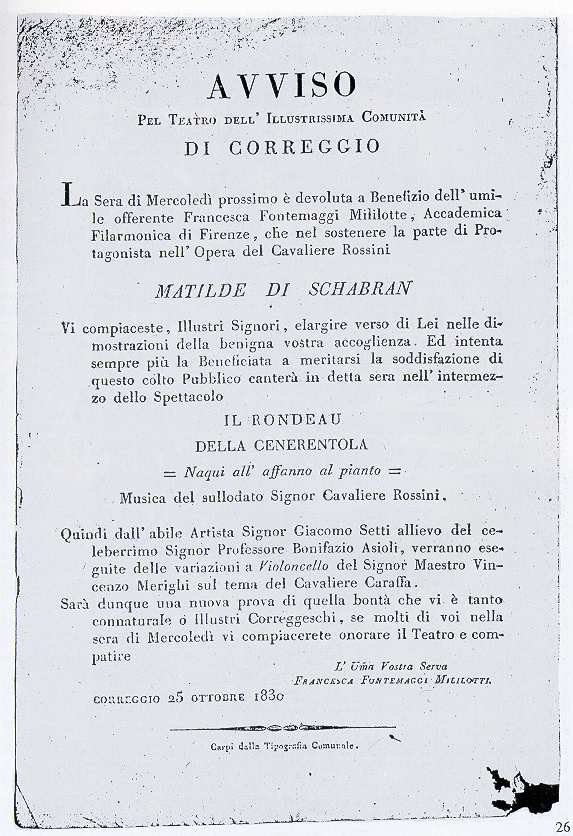 AVVISO
PEL TEATRO DELL' ILLUSTRISSIMA COMUNITÀ
DI CORREGGIO
La Sera di Mercoledì prossimo è devoluta a Benefizio dell' umi-
le offerente Francesca Fontemaggi Mililotte, Accademica
Filarmonica di Firenze, che nel sostenere la parte di Pro-
tagonista nell' Opera del Cavaliere Rossini
MATILDE DI SCHABRAN
Vi compiaceste, Illustri Signori, elargire verso di Lei nelle di-
mostrazioni della benigna vostra accoglienza. Ed intenta
sempre più la Beneficiata a meritarsi la soddisfazione di
questo colto Pubblico canterà in detta sera nell' intermez-
zo dello Spettacolo
IL RONDEAU
DELLA CENERENTOLA
= Naqui all' affanno al pianto =
Musica del sullodato Signor Cavaliere Rossini.
Quindi dall' abile Artista Signor Giacomo Setti allievo del ce-
leberrimo Signor Professore Bonifazio Asioli, verranno ese-
guite delle variazioni a Violoncello del Signor Maestro Vin-
cenzo Merighi sul tema del Cavaliere Caraffa.
Sarà dunque una nuova prova di quella bontà che vi è tanto
connaturale o Illustri Correggeschi, se molti di voi nella
sera di Mercoledì vi compiacerete onorare il Teatro e com-
patire
L' Uma Vostra Serva
FRANCESCA FONTEMAGGI MILILOTTI.
CORREGGIO 25 OTTOBRE 1830
Carpi dalla Tipografia Comunale.
26